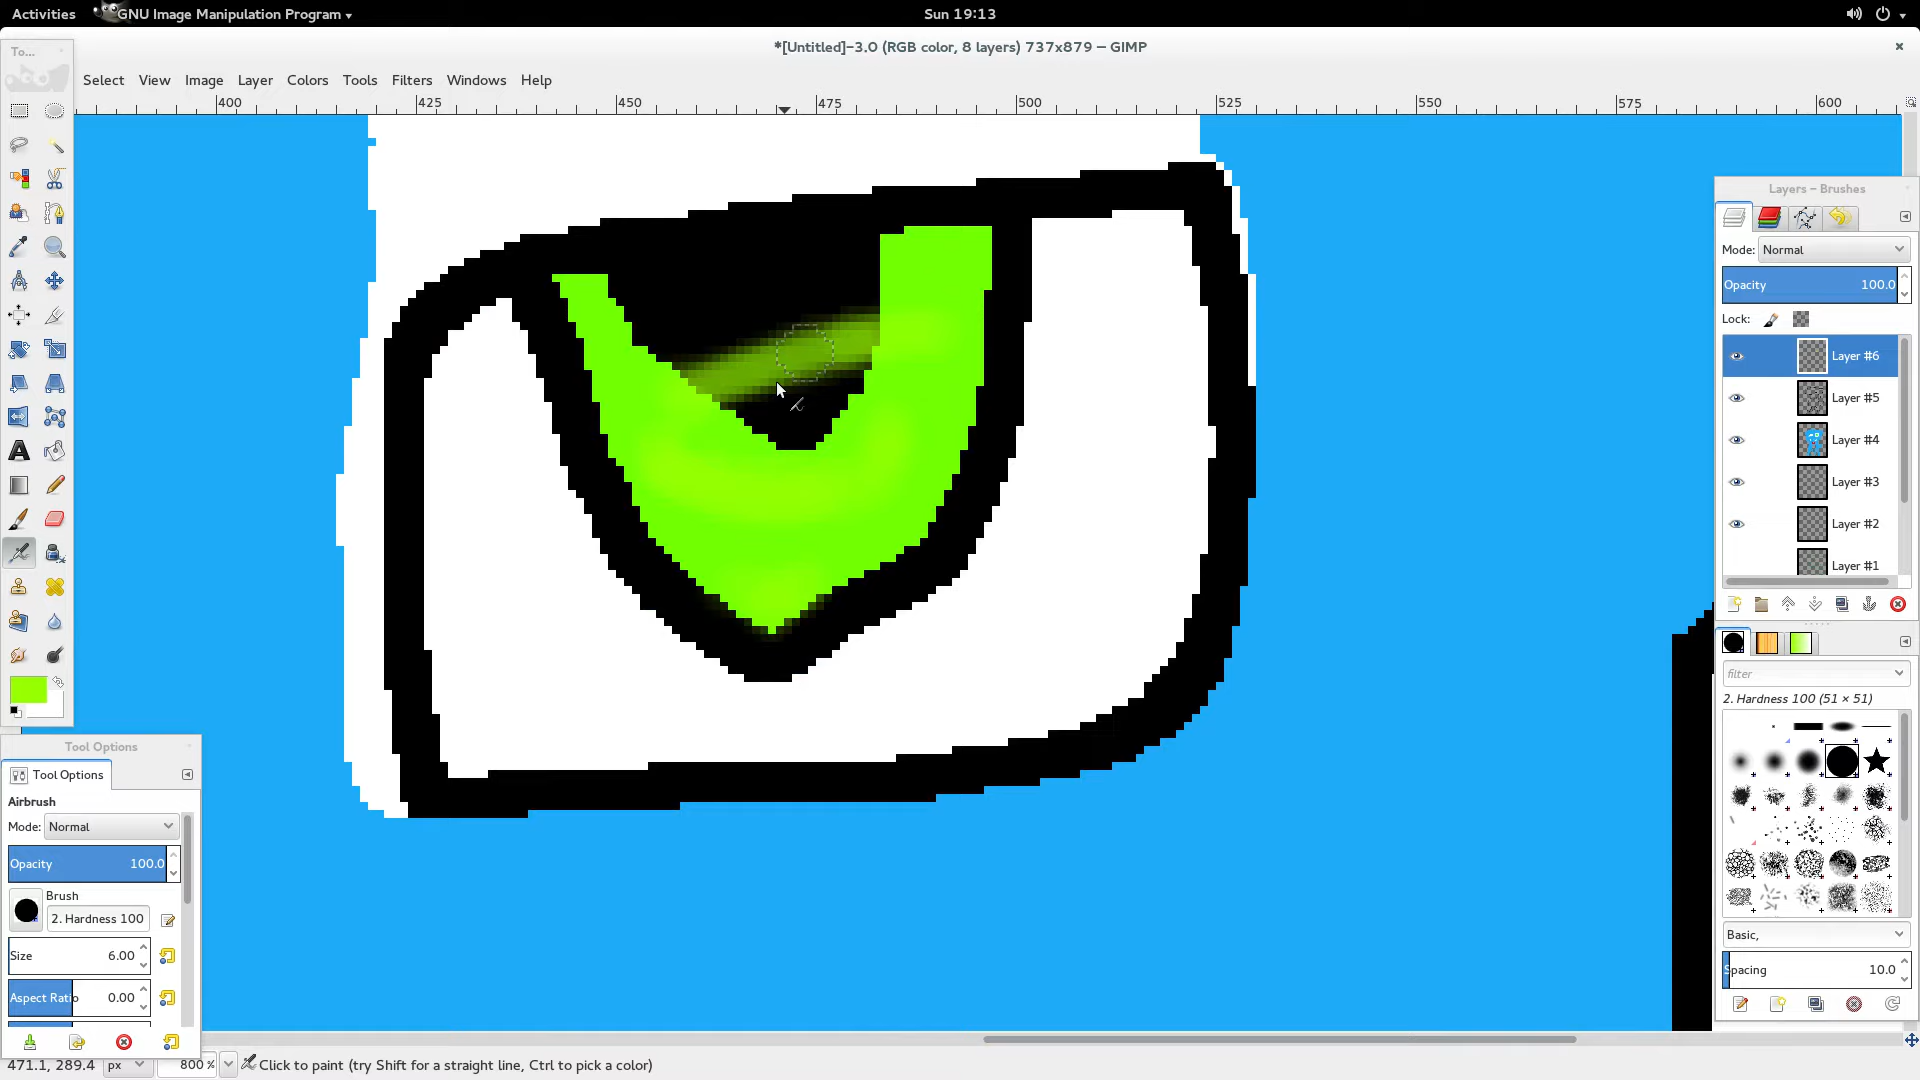 Activities GNU Image Manipulation Program Sun 19:13
*[Untitled]-3.0 (RGB color, 8 layers) 737x879 – GIMP
To...
Select View Image Layer Colors Tools Filters Windows Help
400 425 450 475 500 525 550 575 600
Layers – Brushes
Mode: Normal
Opacity 100.0
Lock:
Layer #6
Layer #5
Layer #4
Layer #3
Layer #2
Layer #1
filter
2. Hardness 100 (51 × 51)
Basic,
Spacing 10.0
Tool Options
Tool Options
Airbrush
Mode: Normal
Opacity 100.0
Brush
2. Hardness 100
Size 6.00
Aspect Ratio 0.00
471.1, 289.4 px 800 % Click to paint (try Shift for a straight line, Ctrl to pick a color)